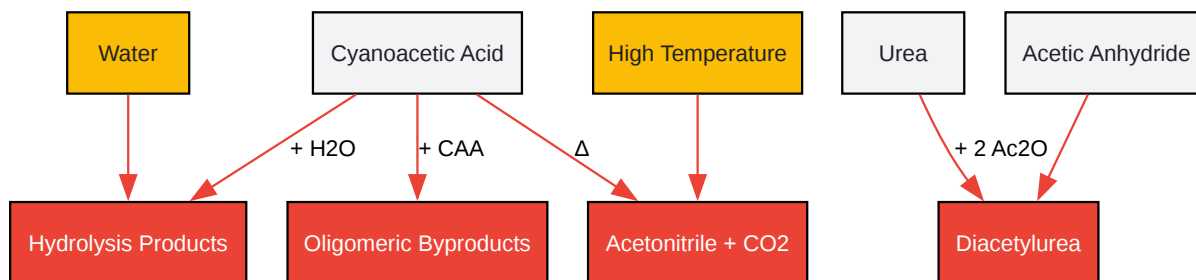 Water
Cyanoacetic Acid
High Temperature
Urea
Acetic Anhydride
+ H2O
+ CAA
Δ
+ 2 Ac2O
Hydrolysis Products
Oligomeric Byproducts
Acetonitrile + CO2
Diacetylurea